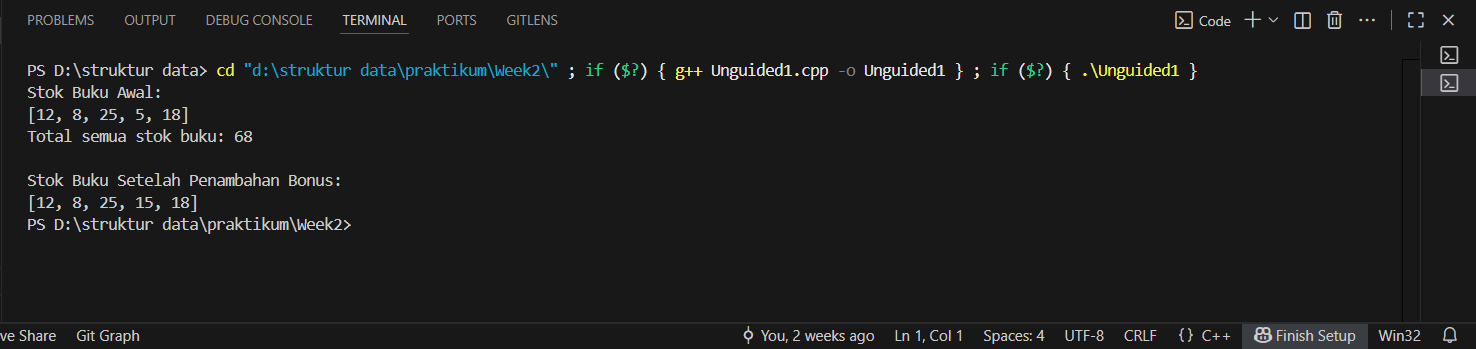 PROBLEMS OUTPUT DEBUG CONSOLE TERMINAL PORTS GITLENS Code
PS D:\struktur data> cd "d:\struktur data\praktikum\Week2\" ; if ($?) { g++ Unguided1.cpp -o Unguided1 } ; if ($?) { .\Unguided1 }
Stok Buku Awal:
[12, 8, 25, 5, 18]
Total semua stok buku: 68
Stok Buku Setelah Penambahan Bonus:
[12, 8, 25, 15, 18]
PS D:\struktur data\praktikum\Week2>
ve Share Git Graph You, 2 weeks ago Ln 1, Col 1 Spaces: 4 UTF-8 CRLF {} C++ Finish Setup Win32